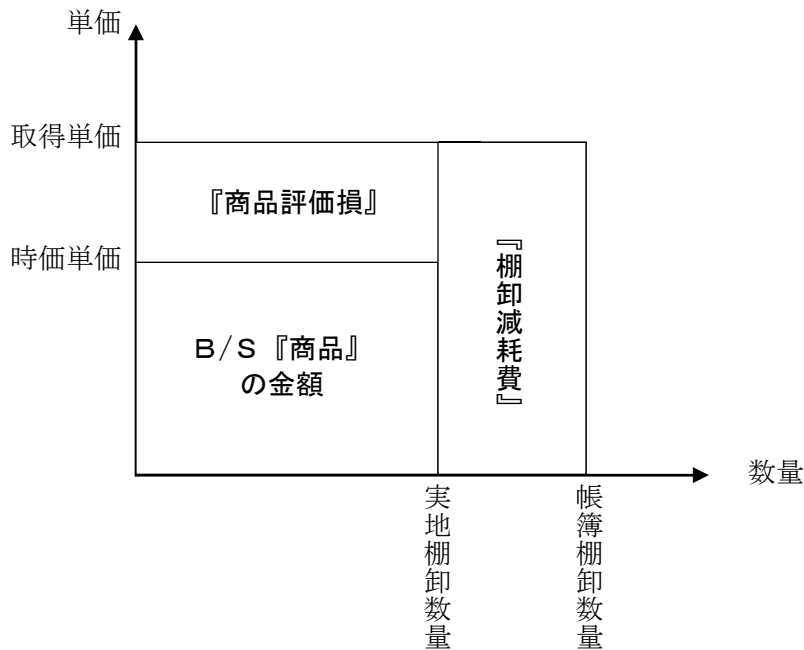 単価
取得単価
『商品評価損』
時価単価
『棚卸減耗費』
B/S『商品』
の金額
数量
実地棚卸数量
帳簿棚卸数量